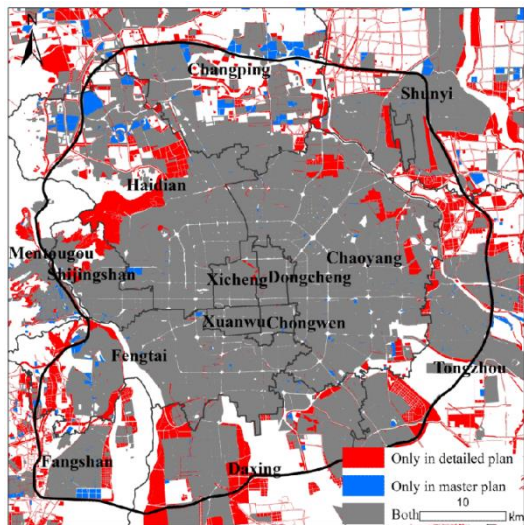 N
Changping
Shunyi
Haidian
Mentougou
Shijingshan
Chaoyang
Xicheng Dongcheng
Xuanwu Chongwen
Fengtai
Tongzhou
Fangshan
Daxing
Only in detailed plan
Only in master plan
Both
10
Km